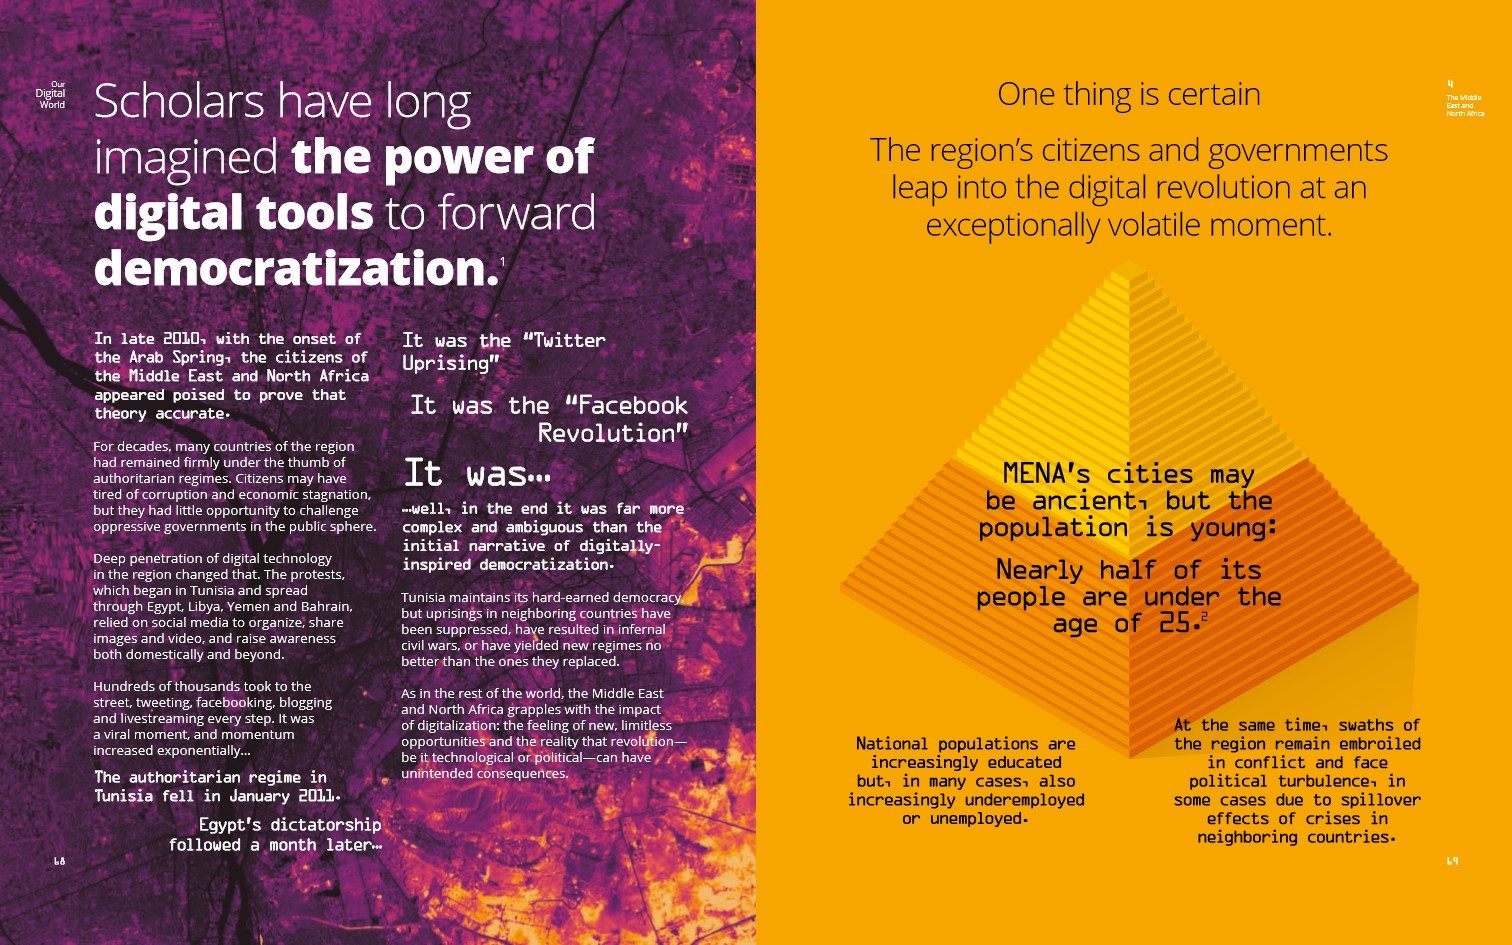 Our
Digital
World
Scholars have long
imagined the power of
digital tools to forward
democratization.1
In late 2010, with the onset of
the Arab Spring, the citizens of
the Middle East and North Africa
appeared poised to prove that
theory accurate.
For decades, many countries of the region
had remained firmly under the thumb of
authoritarian regimes. Citizens may have
tired of corruption and economic stagnation,
but they had little opportunity to challenge
oppressive governments in the public sphere.
Deep penetration of digital technology
in the region changed that. The protests,
which began in Tunisia and spread
through Egypt, Libya, Yemen and Bahrain,
relied on social media to organize, share
images and video, and raise awareness
both domestically and beyond.
Hundreds of thousands took to the
street, tweeting, facebooking, blogging
and livestreaming every step. It was
a viral moment, and momentum
increased exponentially...
The authoritarian regime in
Tunisia fell in January 2011.
Egypt's dictatorship
followed a month later…
68
It was the “Twitter
Uprising”
It was the “Facebook
Revolution”
It was…
…well, in the end it was far more
complex and ambiguous than the
initial narrative of digitally-
inspired democratization.
Tunisia maintains its hard-earned democracy,
but uprisings in neighboring countries have
been suppressed, have resulted in infernal
civil wars, or have yielded new regimes no
better than the ones they replaced.
As in the rest of the world, the Middle East
and North Africa grapples with the impact
of digitalization: the feeling of new, limitless
opportunities and the reality that revolution—
be it technological or political—can have
unintended consequences.
One thing is certain
The region’s citizens and governments
leap into the digital revolution at an
exceptionally volatile moment.
4
The Middle
East and
North Africa
MENA's cities may
be ancient, but the
population is young:
Nearly half of its
people are under the
age of 25.2
National populations are
increasingly educated
but, in many cases, also
increasingly underemployed
or unemployed.
At the same time, swaths of
the region remain embroiled
in conflict and face
political turbulence, in
some cases due to spillover
effects of crises in
neighboring countries.
69